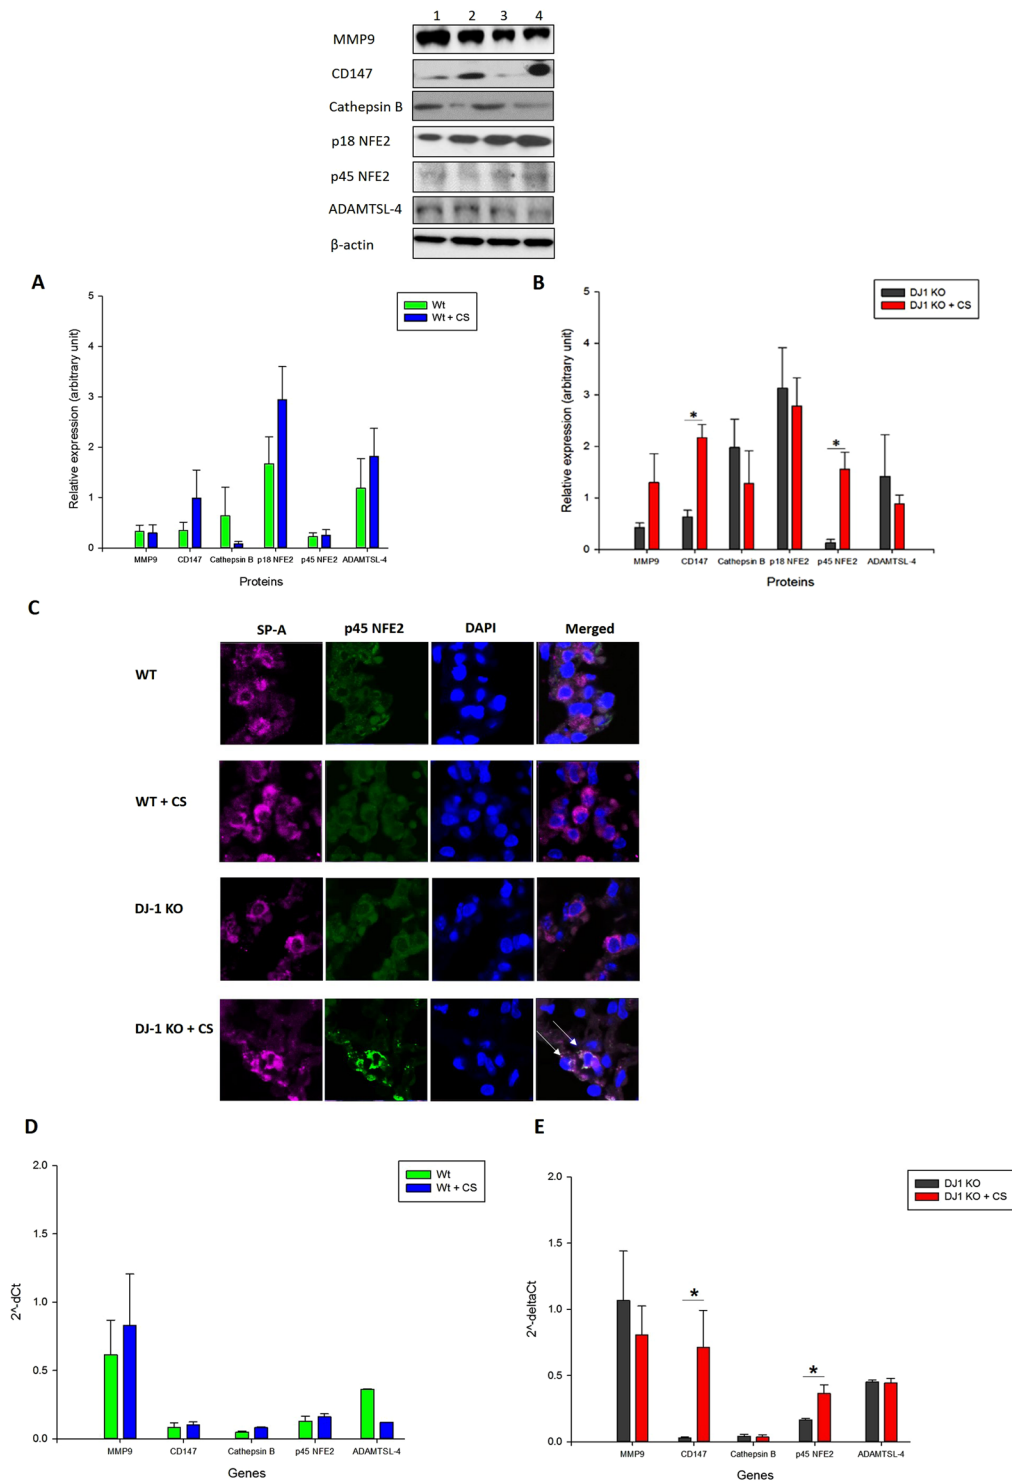 1 2 3 4
MMP9
CD147
Cathepsin B
p18 NFE2
p45 NFE2
ADAMTSL-4
β-actin
A
Wt
Wt + CS
Relative expression (arbitrary unit)
5
4
3
2
1
0
MMP9 CD147 Cathepsin B p18 NFE2 p45 NFE2 ADAMTSL-4
Proteins
B
DJ1 KO
DJ1 KO + CS
Relative expression (arbitrary unit)
5
4
3
2
1
0
* *
MMP9 CD147 Cathepsin B p18 NFE2 p45 NFE2 ADAMTSL-4
Proteins
C
SP-A p45 NFE2 DAPI Merged
WT
WT + CS
DJ-1 KO
DJ-1 KO + CS
D
Wt
Wt + CS
2^-dCt
2.0
1.5
1.0
0.5
0.0
MMP9 CD147 Cathepsin B p45 NFE2 ADAMTSL-4
Genes
E
DJ1 KO
DJ1 KO + CS
2^-deltaCt
2.0
1.5
1.0
0.5
0.0
* *
MMP9 CD147 Cathepsin B p45 NFE2 ADAMTSL-4
Genes